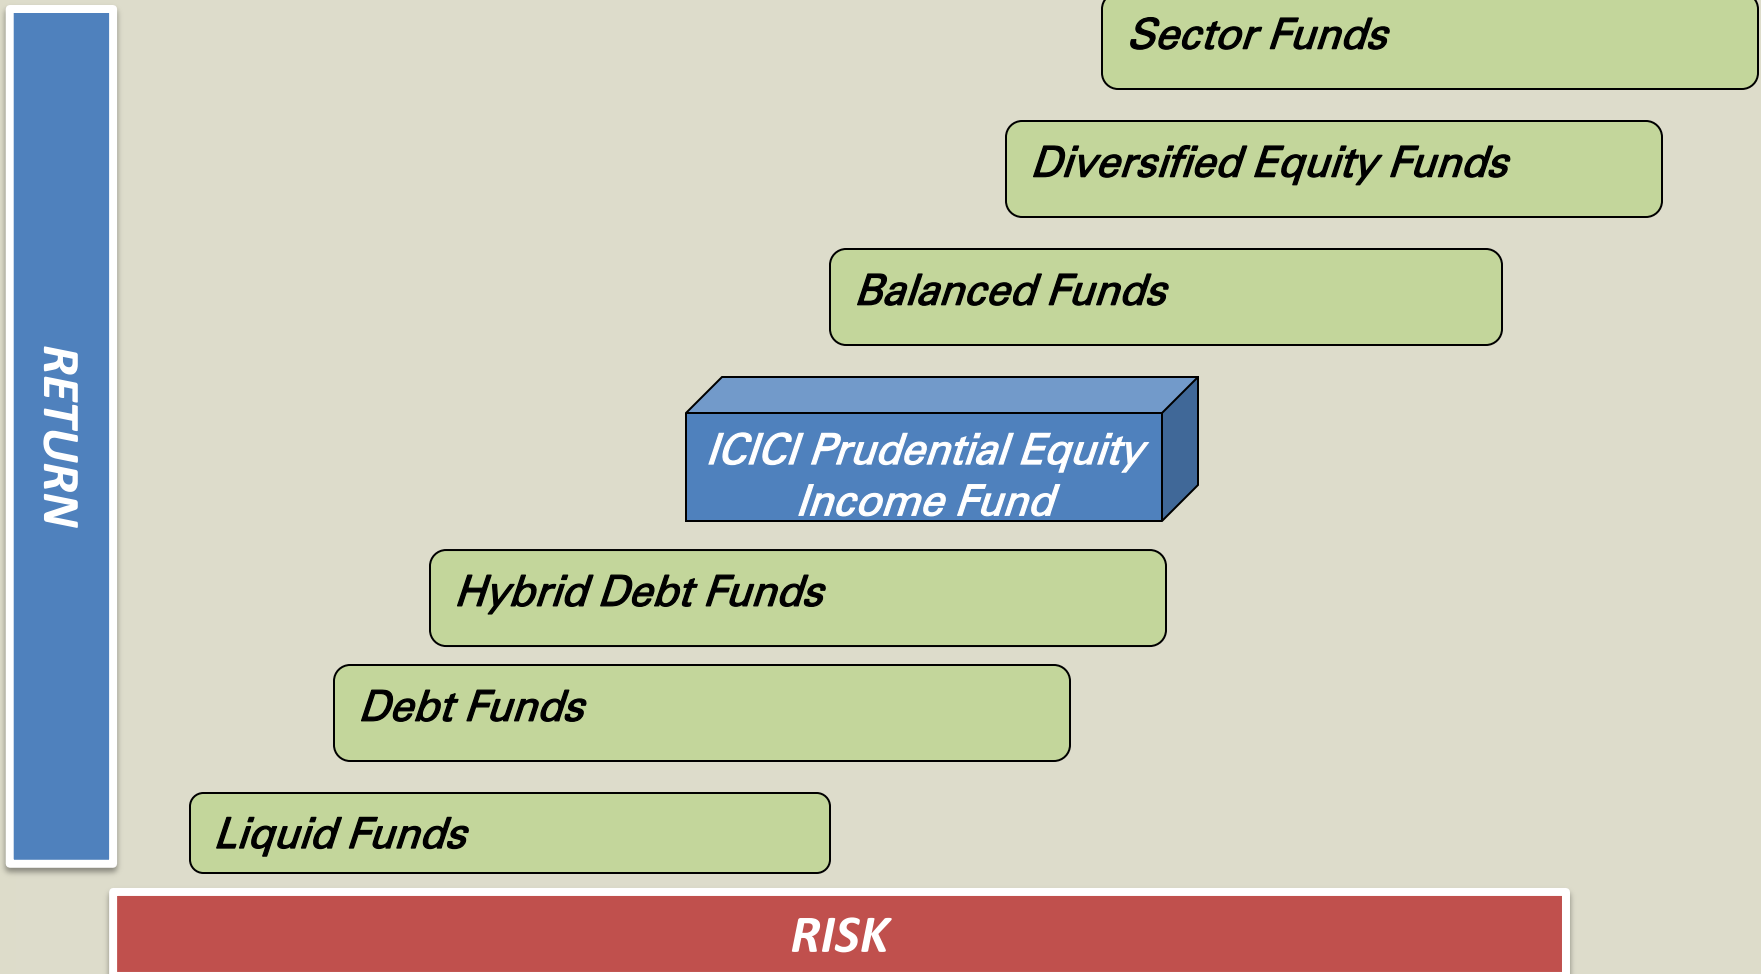 Sector Funds
Diversified Equity Funds
Balanced Funds
RETURN
ICICI Prudential Equity
Income Fund
Hybrid Debt Funds
Debt Funds
Liquid Funds
RISK